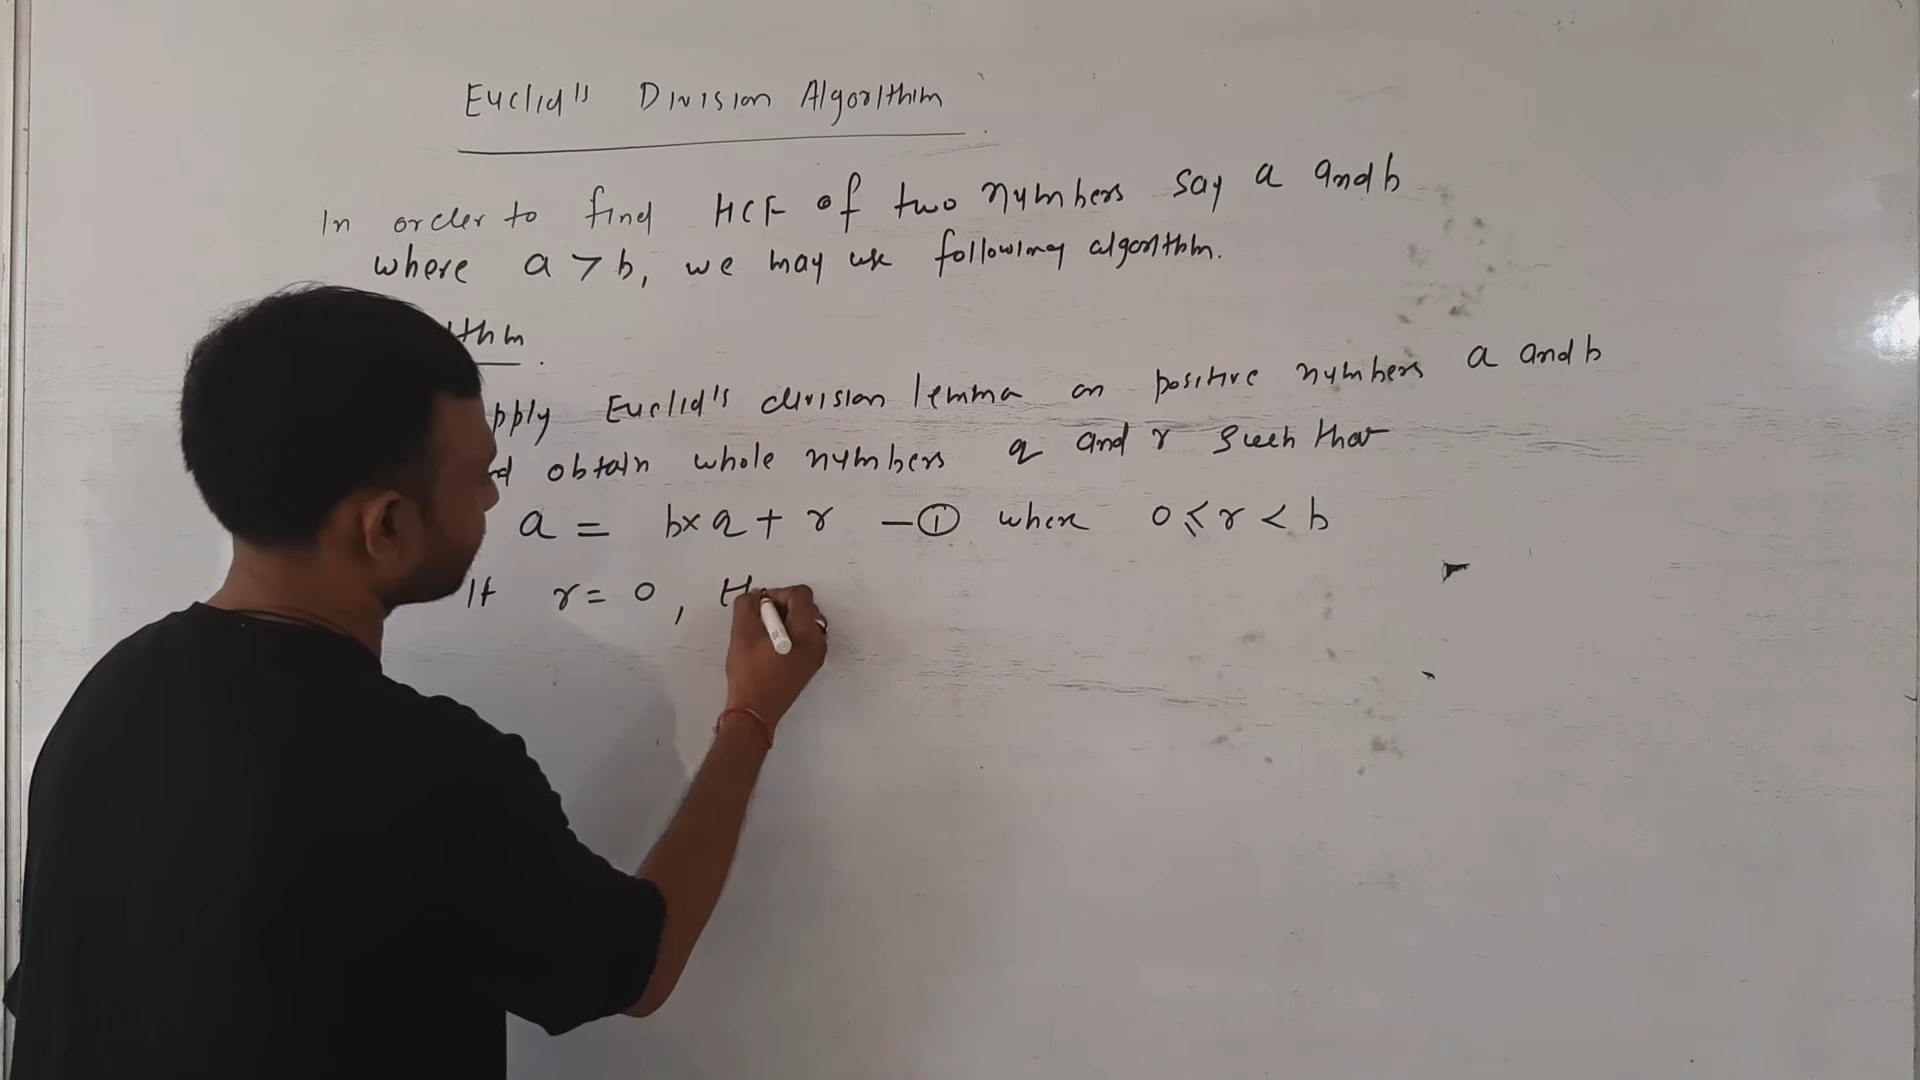 Euclid's Division Algorithim
In order to find HCF of two numbers say a and b
where a > b, we may use following algorithm.
thm
pply Euclid's division lemma on positive numbers a and b
obtain whole numbers q and r such that
a = b×q + r —① where 0 ≤ r < b
If r = 0,